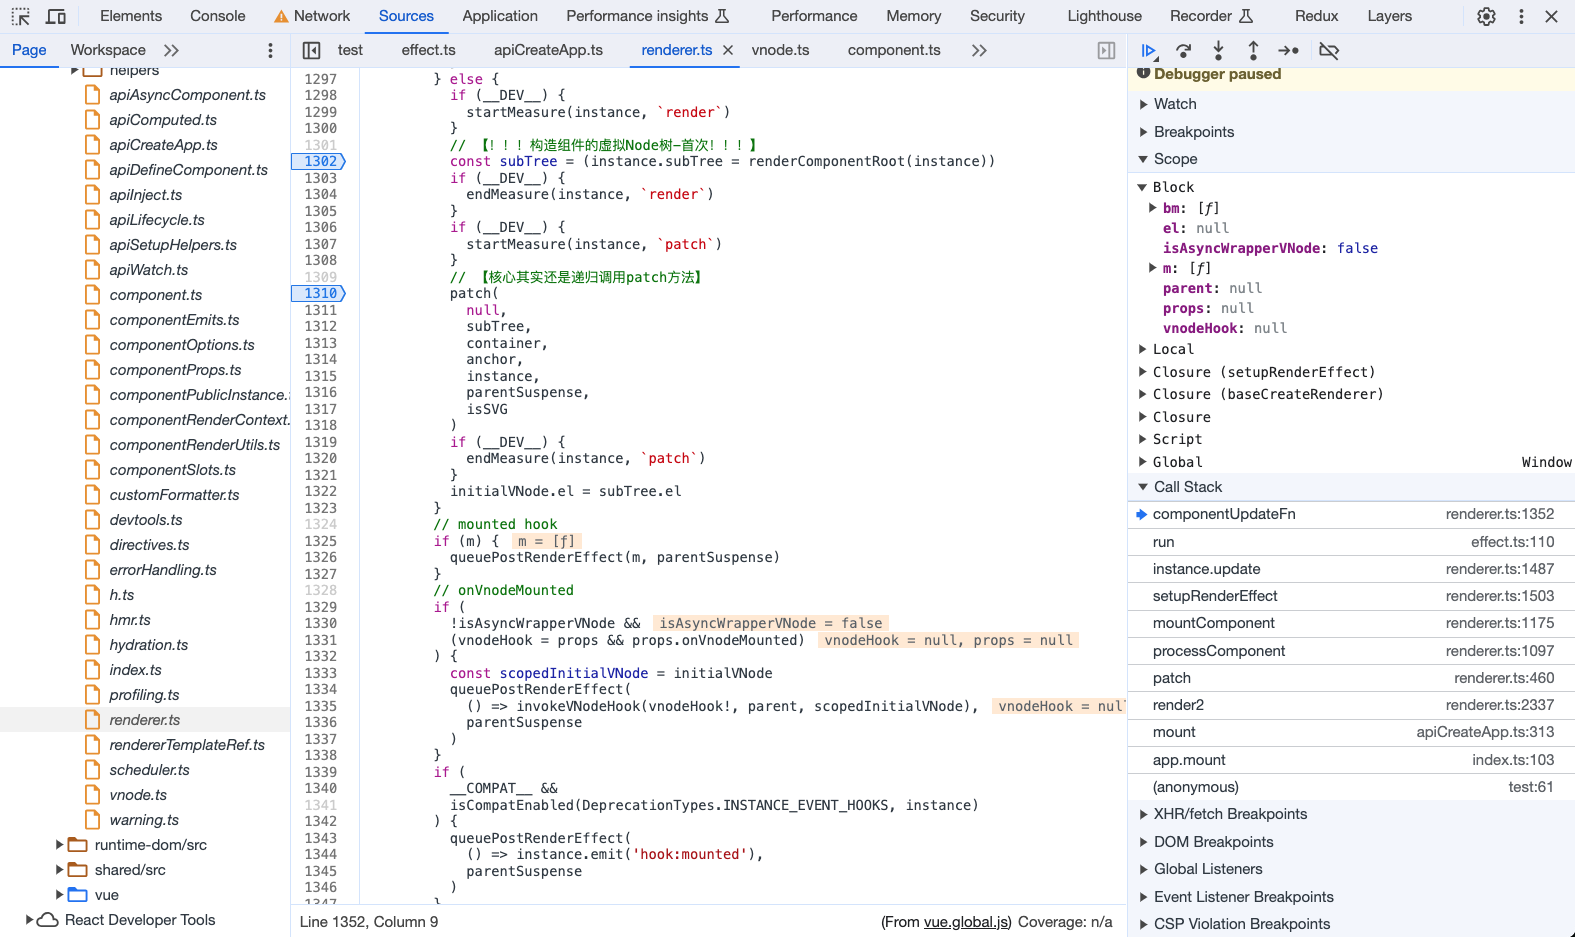 Elements Console Network Sources Application Performance insights Performance Memory Security Lighthouse Recorder Redux Layers
Page Workspace
test effect.ts apiCreateApp.ts renderer.ts vnode.ts component.ts
helpers
apiAsyncComponent.ts
apiComputed.ts
apiCreateApp.ts
apiDefineComponent.ts
apiInject.ts
apiLifecycle.ts
apiSetupHelpers.ts
apiWatch.ts
component.ts
componentEmits.ts
componentOptions.ts
componentProps.ts
componentPublicInstance.
componentRenderContext.
componentRenderUtils.ts
componentSlots.ts
customFormatter.ts
devtools.ts
directives.ts
errorHandling.ts
h.ts
hmr.ts
hydration.ts
index.ts
profiling.ts
renderer.ts
rendererTemplateRef.ts
scheduler.ts
vnode.ts
warning.ts
runtime-dom/src
shared/src
vue
React Developer Tools
1297 } else {
1298 if (__DEV__) {
1299 startMeasure(instance, `render`)
1300 }
1301 // 【！！！构造组件的虚拟Node树-首次！！！】
1302 const subTree = (instance.subTree = renderComponentRoot(instance))
1303 if (__DEV__) {
1304 endMeasure(instance, `render`)
1305 }
1306 if (__DEV__) {
1307 startMeasure(instance, `patch`)
1308 }
1309 // 【核心其实还是递归调用patch方法】
1310 patch(
1311 null,
1312 subTree,
1313 container,
1314 anchor,
1315 instance,
1316 parentSuspense,
1317 isSVG
1318 )
1319 if (__DEV__) {
1320 endMeasure(instance, `patch`)
1321 }
1322 initialVNode.el = subTree.el
1323 }
1324 // mounted hook
1325 if (m) { m = [ƒ]
1326 queuePostRenderEffect(m, parentSuspense)
1327 }
1328 // onVnodeMounted
1329 if (
1330 !isAsyncWrapperVNode && isAsyncWrapperVNode = false
1331 (vnodeHook = props && props.onVnodeMounted) vnodeHook = null, props = null
1332 ) {
1333 const scopedInitialVNode = initialVNode
1334 queuePostRenderEffect(
1335 () => invokeVNodeHook(vnodeHook!, parent, scopedInitialVNode), vnodeHook = null
1336 parentSuspense
1337 )
1338 }
1339 if (
1340 __COMPAT__ &&
1341 isCompatEnabled(DeprecationTypes.INSTANCE_EVENT_HOOKS, instance)
1342 ) {
1343 queuePostRenderEffect(
1344 () => instance.emit('hook:mounted'),
1345 parentSuspense
1346 )
1347 }
Line 1352, Column 9 (From vue.global.js) Coverage: n/a
Debugger paused
Watch
Breakpoints
Scope
Block
bm: [ƒ]
el: null
isAsyncWrapperVNode: false
m: [ƒ]
parent: null
props: null
vnodeHook: null
Local
Closure (setupRenderEffect)
Closure (baseCreateRenderer)
Closure
Script
Global Window
Call Stack
componentUpdateFn renderer.ts:1352
run effect.ts:110
instance.update renderer.ts:1487
setupRenderEffect renderer.ts:1503
mountComponent renderer.ts:1175
processComponent renderer.ts:1097
patch renderer.ts:460
render2 renderer.ts:2337
mount apiCreateApp.ts:313
app.mount index.ts:103
(anonymous) test:61
XHR/fetch Breakpoints
DOM Breakpoints
Global Listeners
Event Listener Breakpoints
CSP Violation Breakpoints